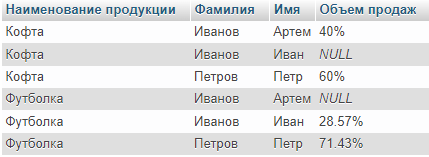 Наименование продукции Фамилия Имя Объем продаж
Кофта Иванов Артем 40%
Кофта Иванов Иван NULL
Кофта Петров Петр 60%
Футболка Иванов Артем NULL
Футболка Иванов Иван 28.57%
Футболка Петров Петр 71.43%